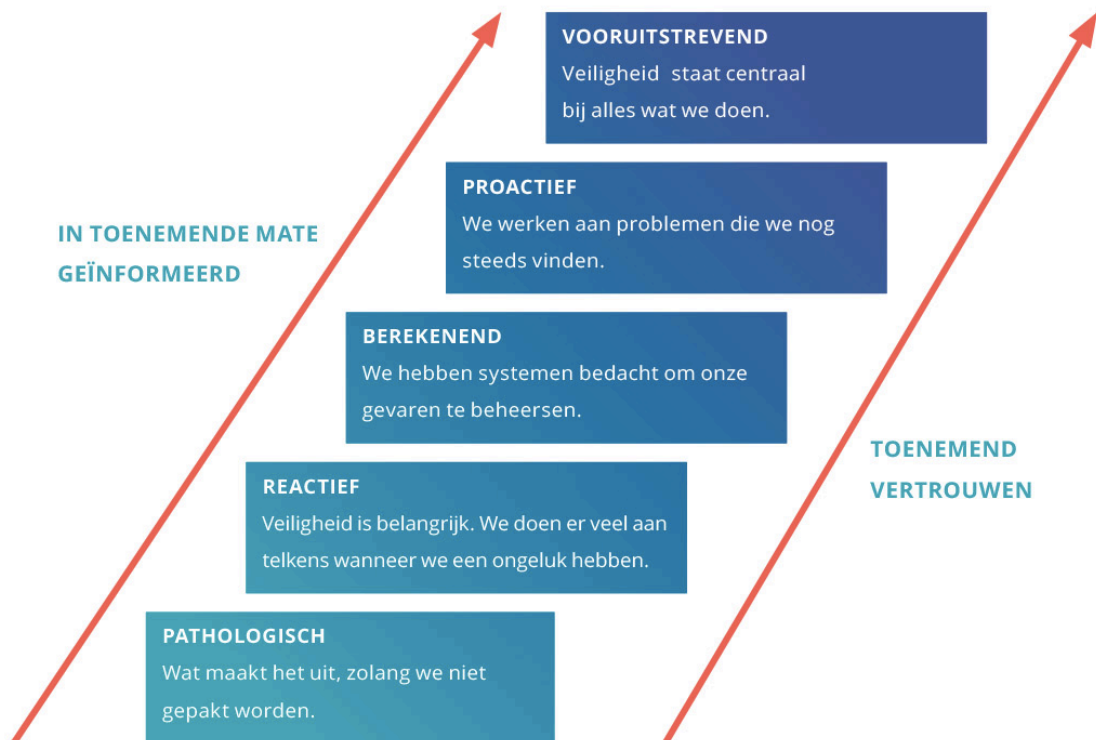 VOORUITSTREVEND
Veiligheid staat centraal
bij alles wat we doen.
PROACTIEF
We werken aan problemen die we nog
steeds vinden.
IN TOENEMENDE MATE
GEÏNFORMEERD
BEREKENEND
We hebben systemen bedacht om onze
gevaren te beheersen.
TOENEMEND
VERTROUWEN
REACTIEF
Veiligheid is belangrijk. We doen er veel aan
telkens wanneer we een ongeluk hebben.
PATHOLOGISCH
Wat maakt het uit, zolang we niet
gepakt worden.